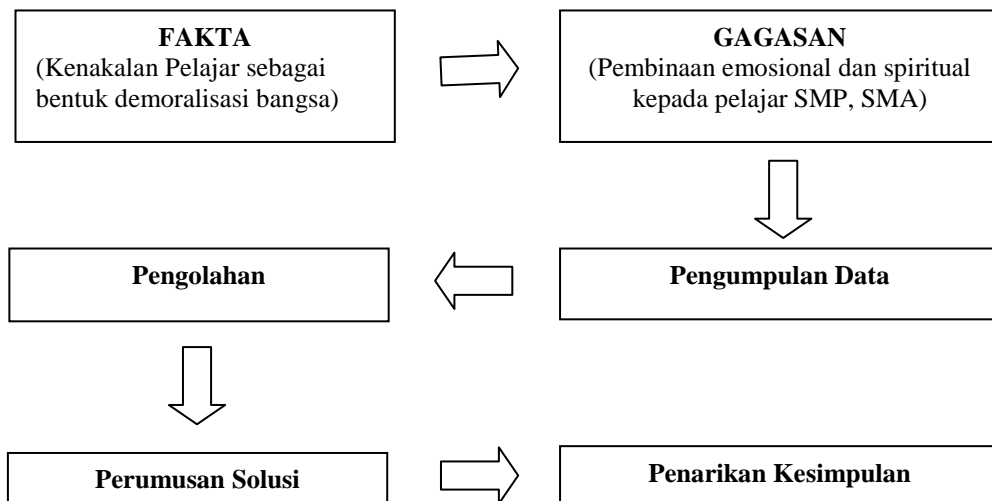 FAKTA
(Kenakalan Pelajar sebagai
bentuk demoralisasi bangsa)
GAGASAN
(Pembinaan emosional dan spiritual
kepada pelajar SMP, SMA)
Pengumpulan Data
Pengolahan
Perumusan Solusi
Penarikan Kesimpulan